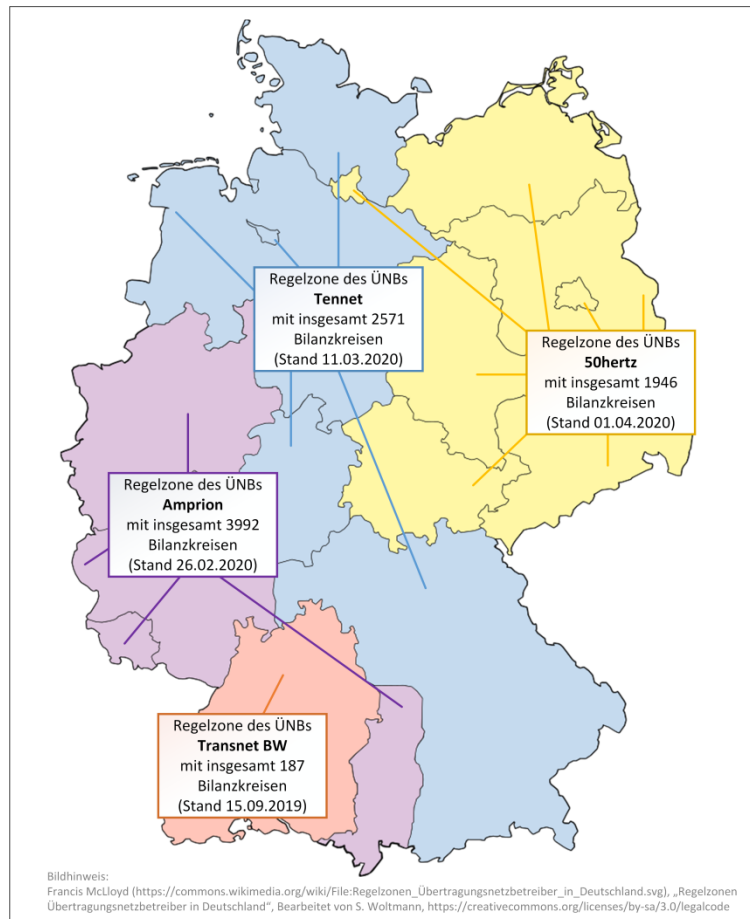 Regelzone des ÜNBs
Tennet
mit insgesamt 2571
Bilanzkreisen
(Stand 11.03.2020)
Regelzone des ÜNBs
50hertz
mit insgesamt 1946
Bilanzkreisen
(Stand 01.04.2020)
Regelzone des ÜNBs
Amprion
mit insgesamt 3992
Bilanzkreisen
(Stand 26.02.2020)
Regelzone des ÜNBs
Transnet BW
mit insgesamt 187
Bilanzkreisen
(Stand 15.09.2019)
Bildhinweis:
Francis McLloyd (https://commons.wikimedia.org/wiki/File:Regelzonen_Übertragungsnetzbetreiber_in_Deutschland.svg), „Regelzonen
Übertragungsnetzbetreiber in Deutschland“, Bearbeitet von S. Woltmann, https://creativecommons.org/licenses/by-sa/3.0/legalcode